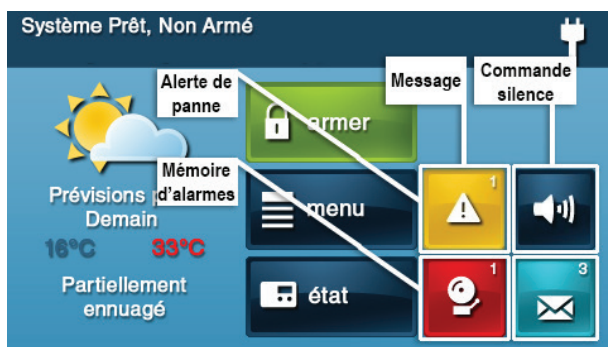 Système Prêt, Non Armé
Alerte de
panne
Message
Commande
silence
armer
Mémoire
d'alarmes
Prévisions p
Demain
16°C 33°C
menu
1
Partiellement
ennuagé
état
1
3